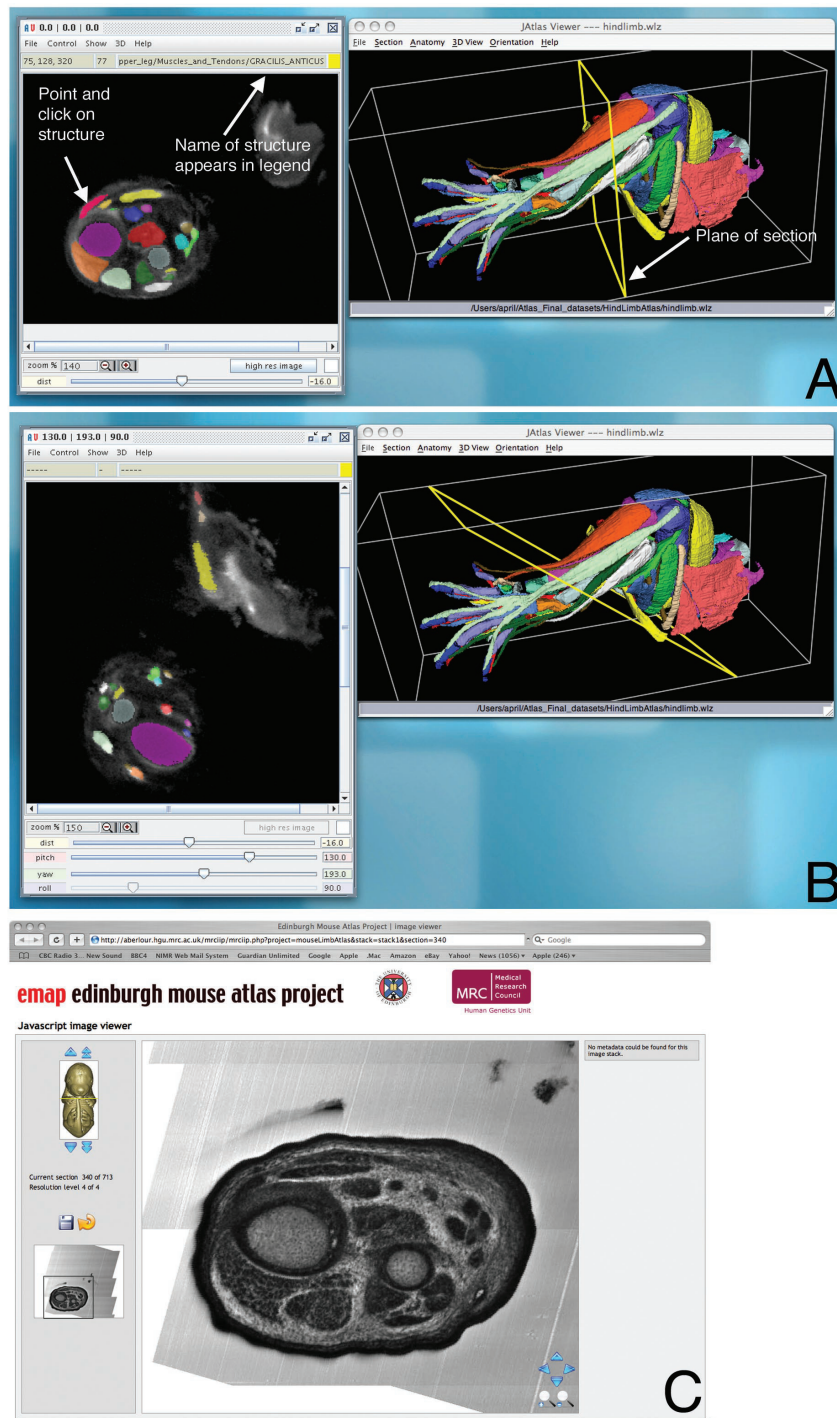 AU 0.0 | 0.0 | 0.0
File Control Show 3D Help
75, 128, 320 77 pper_leg/Muscles_and_Tendons/GRACILIS_ANTICUS
Point and
click on
structure
Name of structure
appears in legend
zoom % 140 high res image
dist -16.0
JAtlas Viewer --- hindlimb.wlz
File Section Anatomy 3D View Orientation Help
Plane of section
/Users/april/Atlas_Final_datasets/HindLimbAtlas/hindlimb.wlz
A
AU 130.0 | 193.0 | 90.0
File Control Show 3D Help
----- - -----
zoom % 150 high res image
dist -16.0
pitch 130.0
yaw 193.0
roll 90.0
JAtlas Viewer --- hindlimb.wlz
File Section Anatomy 3D View Orientation Help
/Users/april/Atlas_Final_datasets/HindLimbAtlas/hindlimb.wlz
B
Edinburgh Mouse Atlas Project | image viewer
http://aberlour.hgu.mrc.ac.uk/mrciip/mrciip.php?project=mouseLimbAtlas&stack=stack1&section=340 Google
CBC Radio 3... New Sound BBC4 NIMR Web Mail System Guardian Unlimited Google Apple .Mac Amazon eBay Yahoo! News (1056) Apple (246)
emap edinburgh mouse atlas project
MRC Medical
Research
Council
Human Genetics Unit
Javascript image viewer
No metadata could be found for this
image stack.
Current section 340 of 713
Resolution level 4 of 4
C